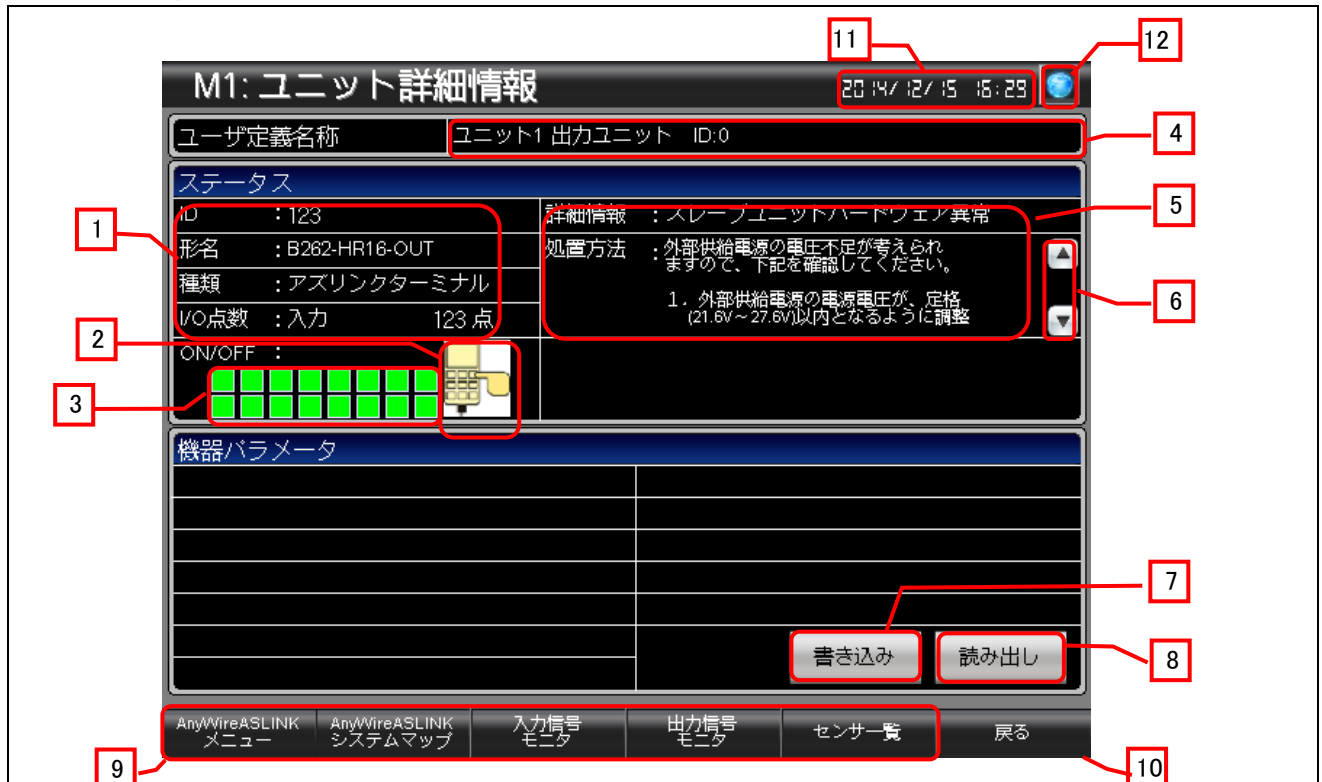 11
12
M1: ユニット詳細情報
2014/12/15 16:29
ユーザ定義名称
ユニット1 出力ユニット ID:0
4
ステータス
1
ID :123
形名 :B262-HR16-OUT
種類 :アズリンクターミナル
I/O点数 :入力 123 点
2
ON/OFF :
3
詳細情報 :スレーブユニットハードウェア異常
5
処置方法 :外部供給電源の電圧不足が考えられ
ますので、下記を確認してください。
1. 外部供給電源の電源電圧が、定格
(21.6V~27.6V)以内となるように調整
6
機器パラメータ
7
書き込み
読み出し
8
AnyWireASLINK
メニュー
AnyWireASLINK
システムマップ
入力信号
モニタ
出力信号
モニタ
センサ一覧
戻る
9
10